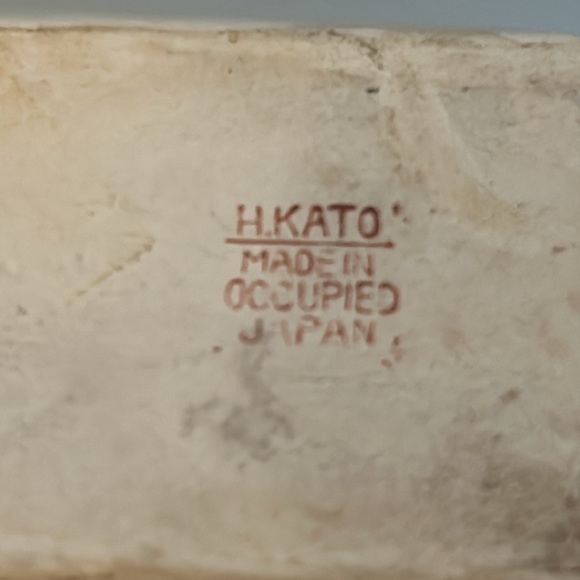 H.KATO
MADE IN
OCCUPIED
JAPAN